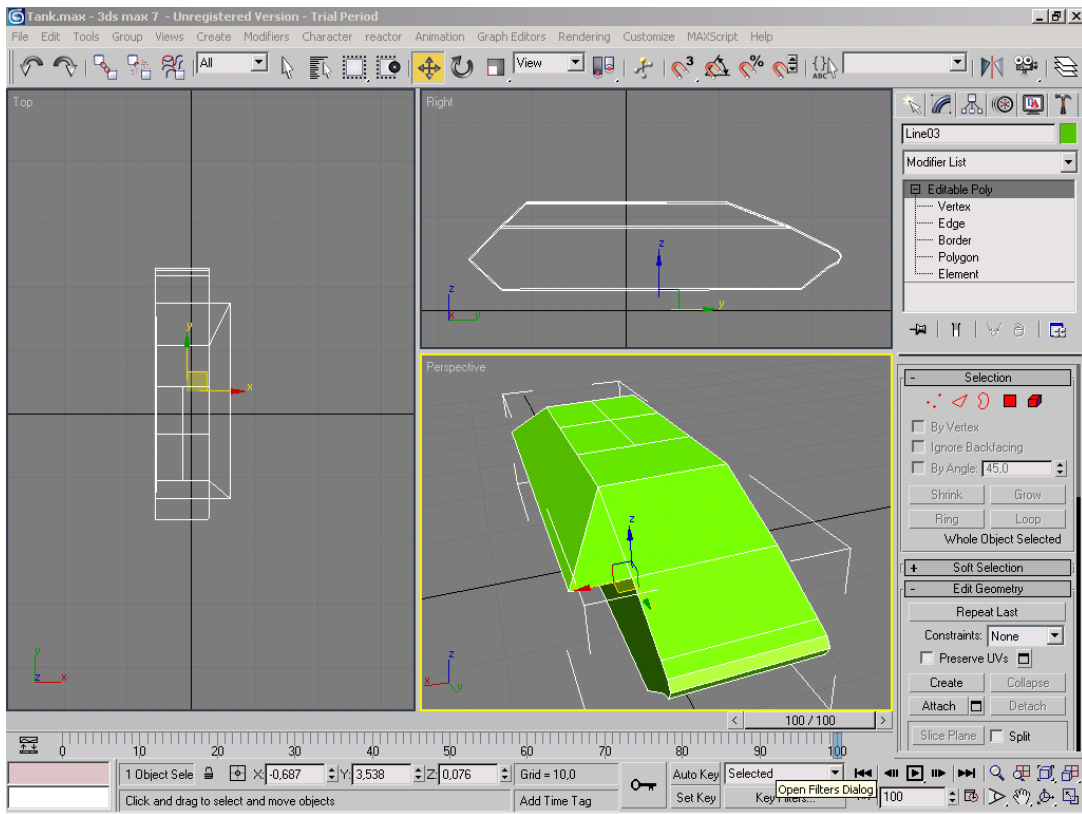 Tank.max - 3ds max 7 - Unregistered Version - Trial Period
File Edit Tools Group Views Create Modifiers Character reactor Animation Graph Editors Rendering Customize MAXScript Help
All View 3 % ABC
Top
Right
Line03
Modifier List
Editable Poly
Vertex
Edge
Border
Polygon
Element
z
y
z
x y
Perspective
y
x
Selection
By Vertex
Ignore Backfacing
By Angle: 45,0
Shrink Grow
Ring Loop
Whole Object Selected
Soft Selection
Edit Geometry
Repeat Last
Constraints: None
Preserve UVs
Create Collapse
Attach Detach
Slice Plane Split
z
y
z x
z
x y
< 100 / 100 >
0 10 20 30 40 50 60 70 80 90 100
1 Object Sele X: -0,687 Y: 3,538 Z: 0,076 Grid = 10,0 Auto Key Selected
Click and drag to select and move objects Add Time Tag Set Key Key Filters... 100
Open Filters Dialog